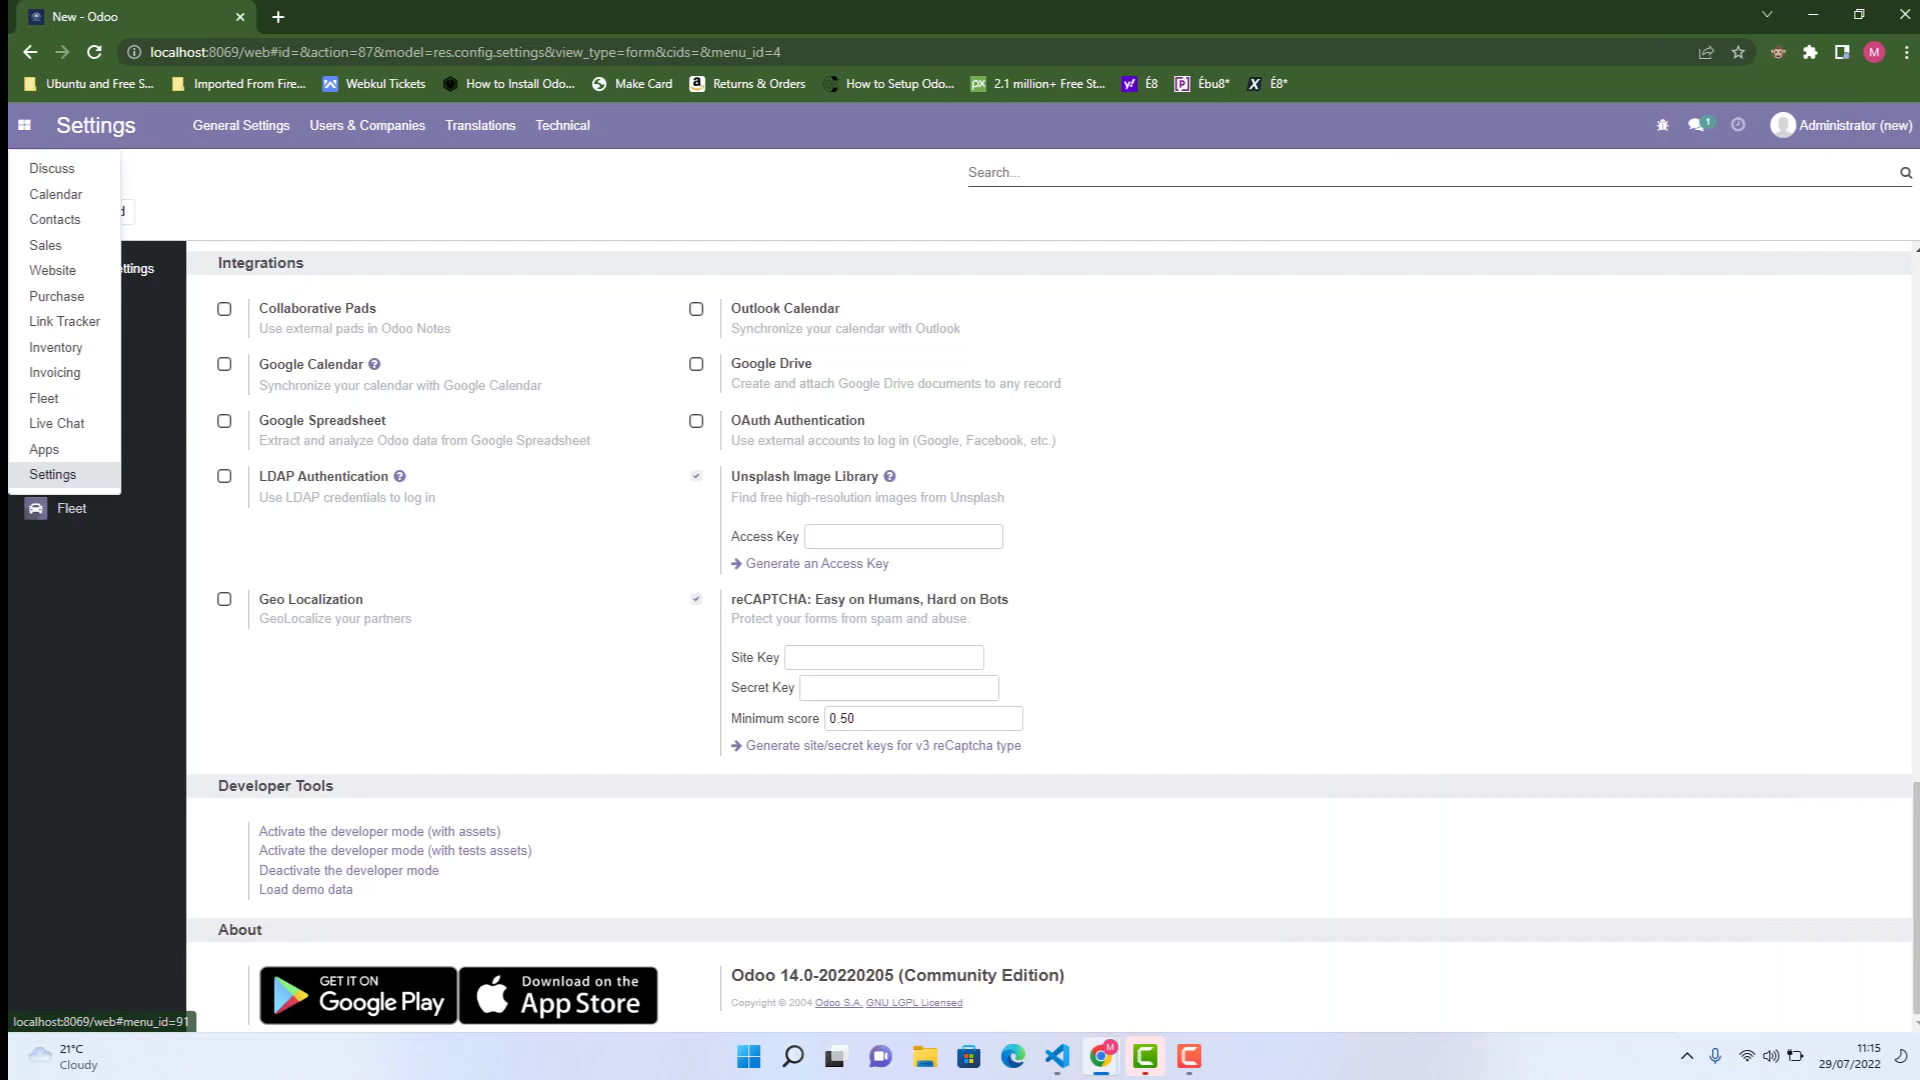 New - Odoo
localhost:8069/web#id=&action=87&model=res.config.settings&view_type=form&cids=&menu_id=4
M
Ubuntu and Free S...
Imported From Fire...
Webkul Tickets
How to Install Odoo...
Make Card
Returns & Orders
How to Setup Odoo...
2.1 million+ Free St...
É8
Ébu8*
É8*
Settings
General Settings
Users & Companies
Translations
Technical
1
Administrator (new)
Discuss
Calendar
Contacts
Sales
Website
Purchase
Link Tracker
Inventory
Invoicing
Fleet
Live Chat
Apps
Settings
d
ettings
Fleet
Search...
Integrations
Collaborative Pads
Use external pads in Odoo Notes
Outlook Calendar
Synchronize your calendar with Outlook
Google Calendar
Synchronize your calendar with Google Calendar
Google Drive
Create and attach Google Drive documents to any record
Google Spreadsheet
Extract and analyze Odoo data from Google Spreadsheet
OAuth Authentication
Use external accounts to log in (Google, Facebook, etc.)
LDAP Authentication
Use LDAP credentials to log in
Unsplash Image Library
Find free high-resolution images from Unsplash
Access Key
Generate an Access Key
Geo Localization
GeoLocalize your partners
reCAPTCHA: Easy on Humans, Hard on Bots
Protect your forms from spam and abuse.
Site Key
Secret Key
Minimum score 0.50
Generate site/secret keys for v3 reCaptcha type
Developer Tools
Activate the developer mode (with assets)
Activate the developer mode (with tests assets)
Deactivate the developer mode
Load demo data
About
GET IT ON
Google Play
Download on the
App Store
Odoo 14.0-20220205 (Community Edition)
Copyright © 2004 Odoo S.A. GNU LGPL Licensed
localhost:8069/web#menu_id=91
21°C
Cloudy
M
11:15
29/07/2022